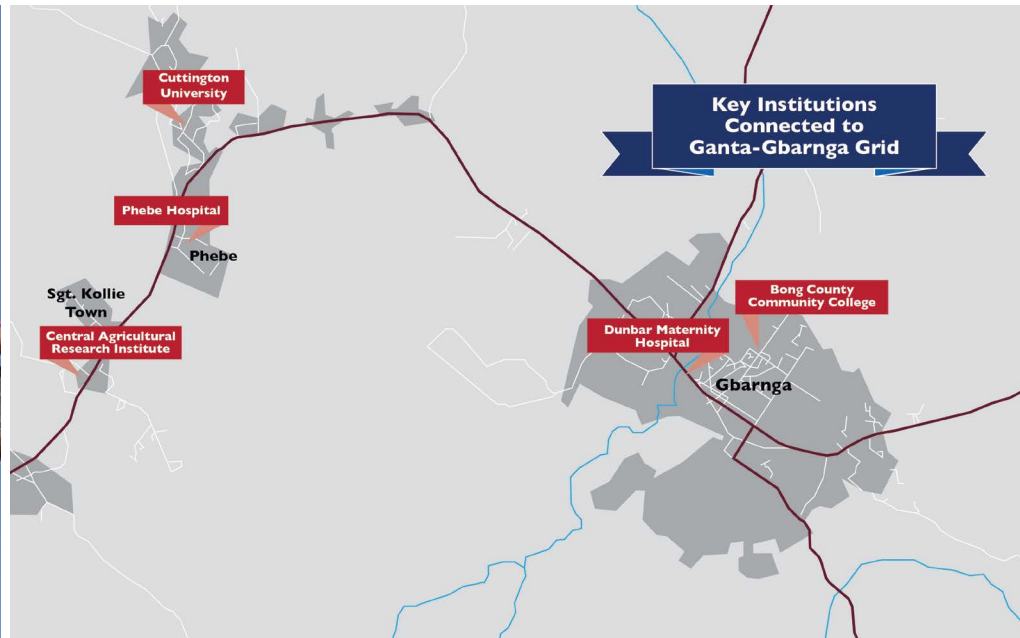 Key Institutions
Connected to
Ganta-Gbarnga Grid
Cuttington
University
Phebe Hospital
Phebe
Sgt. Kollie
Town
Central Agricultural
Research Institute
Bong County
Community College
Dunbar Maternity
Hospital
Gbarnga